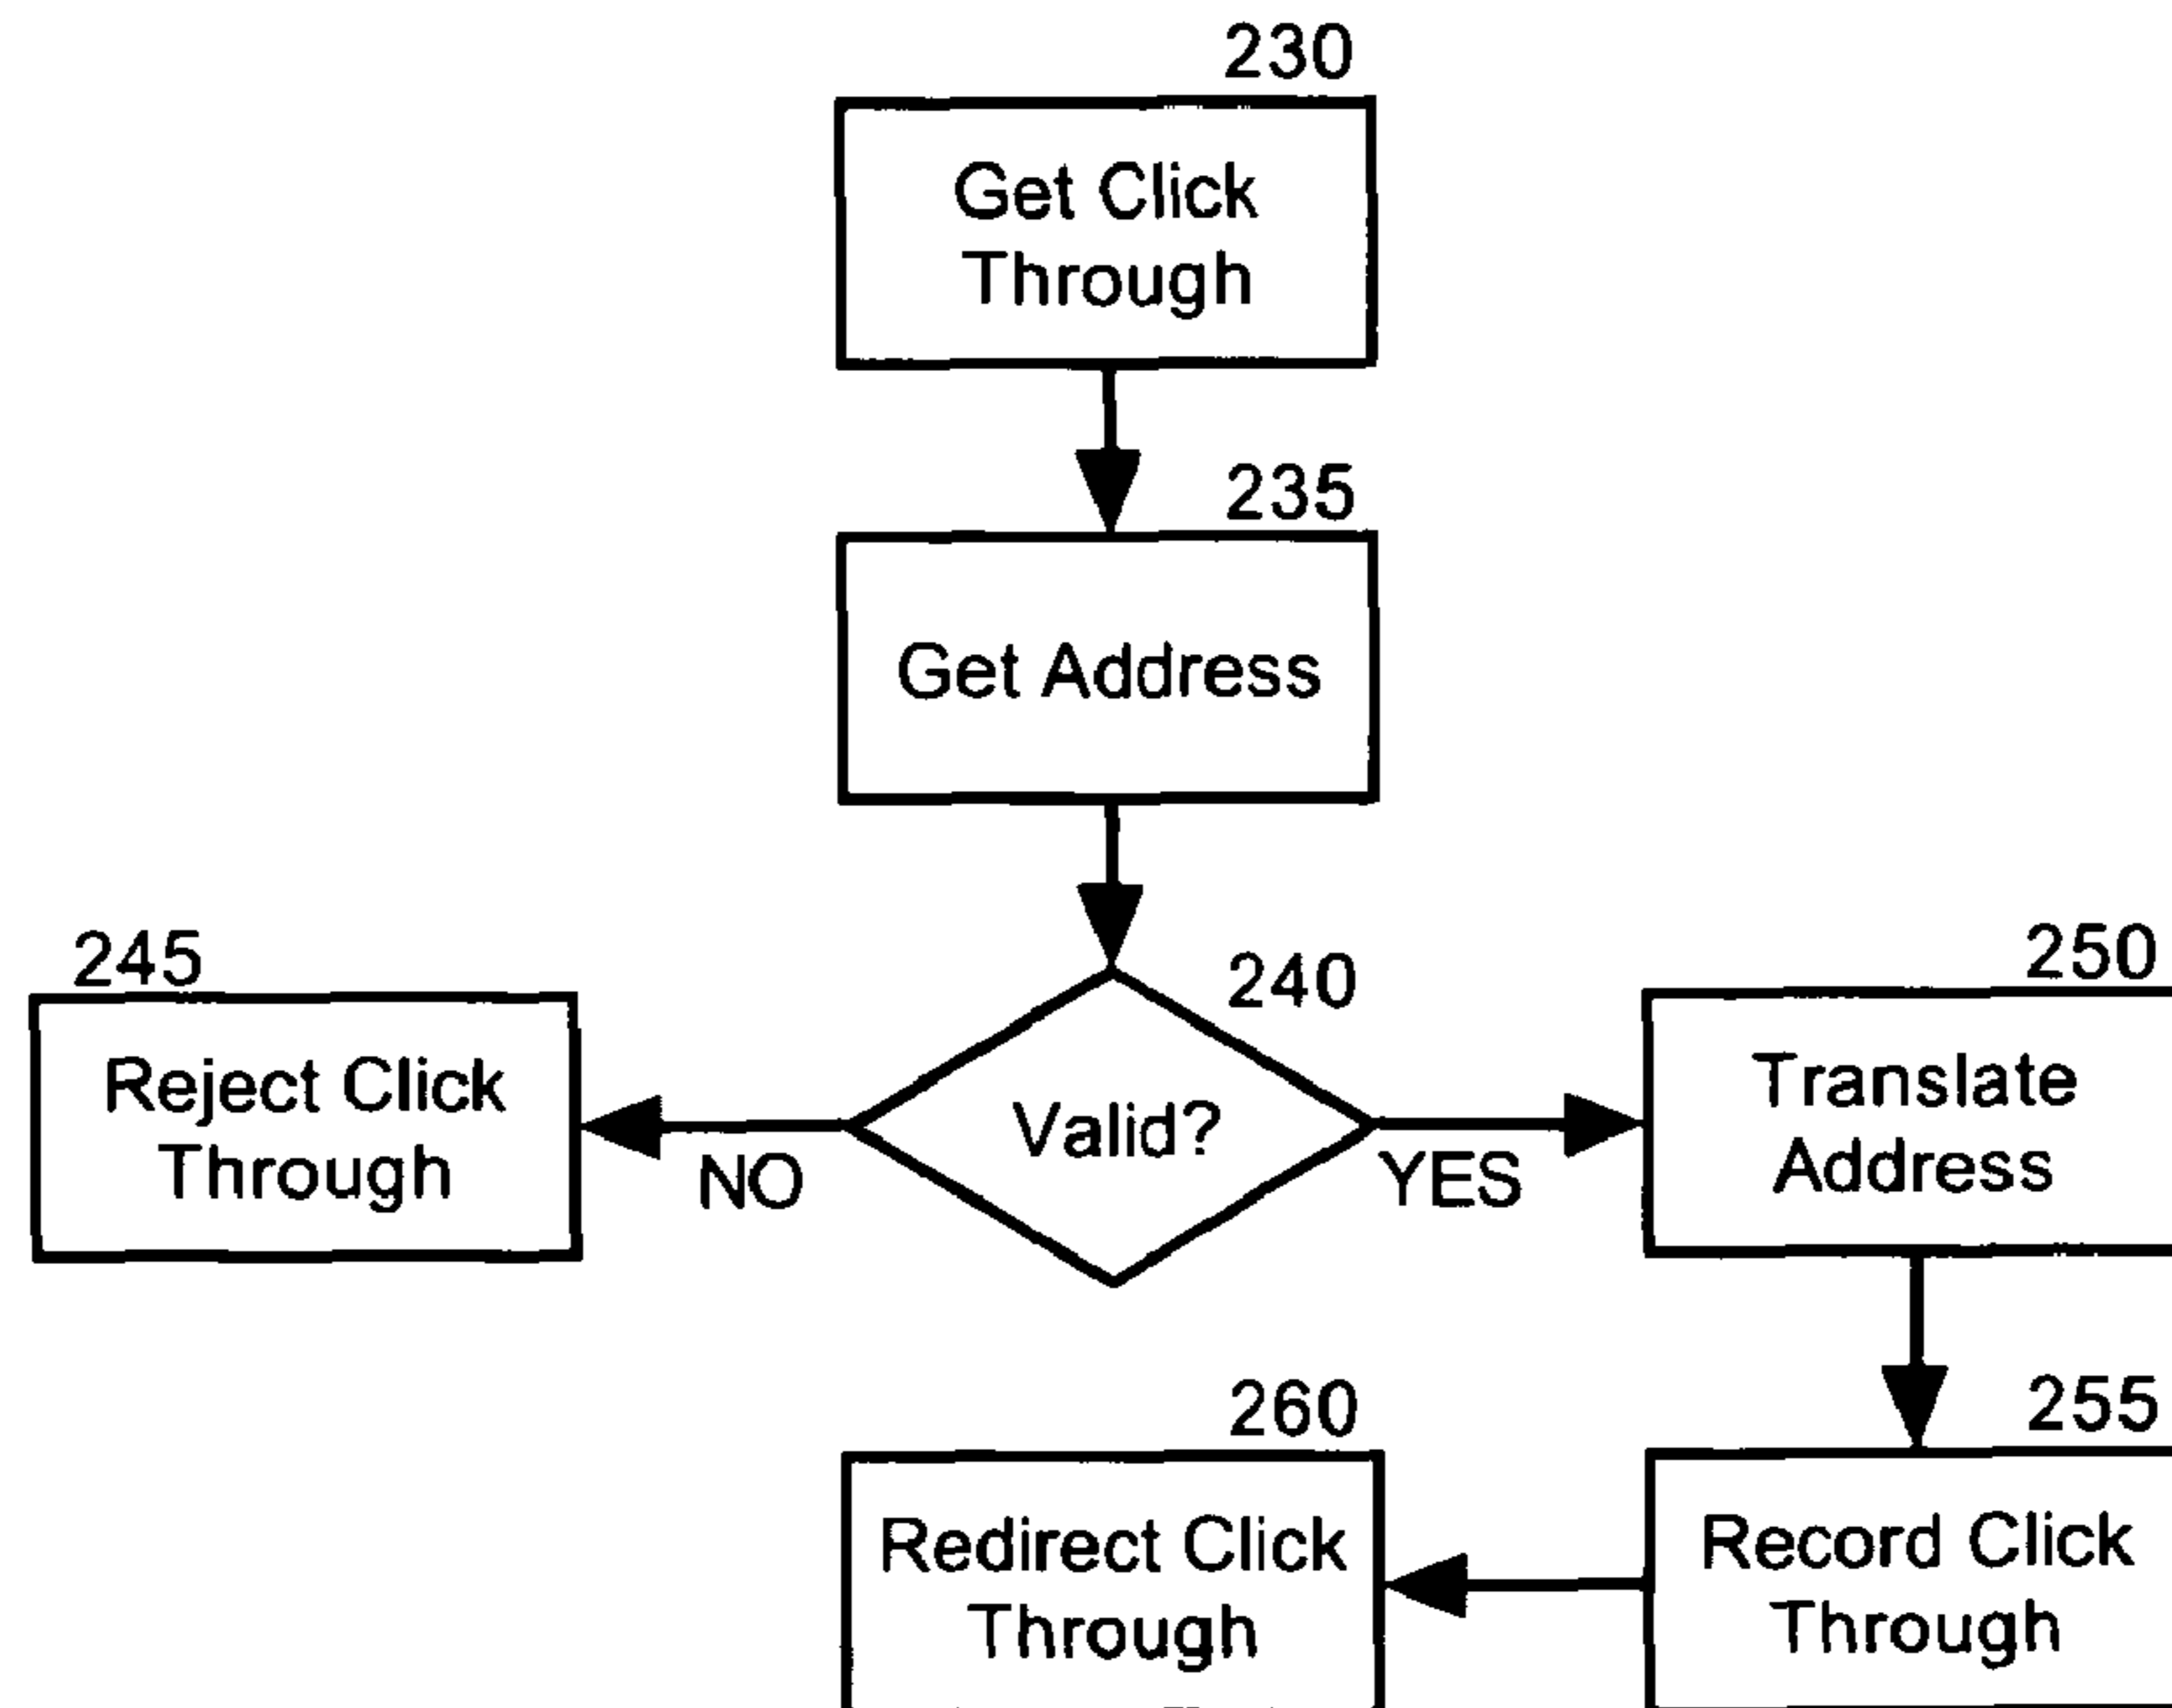 230
Get Click
Through
235
Get Address
240
Valid?
245
Reject Click
Through
NO
YES
250
Translate
Address
255
Record Click
Through
260
Redirect Click
Through